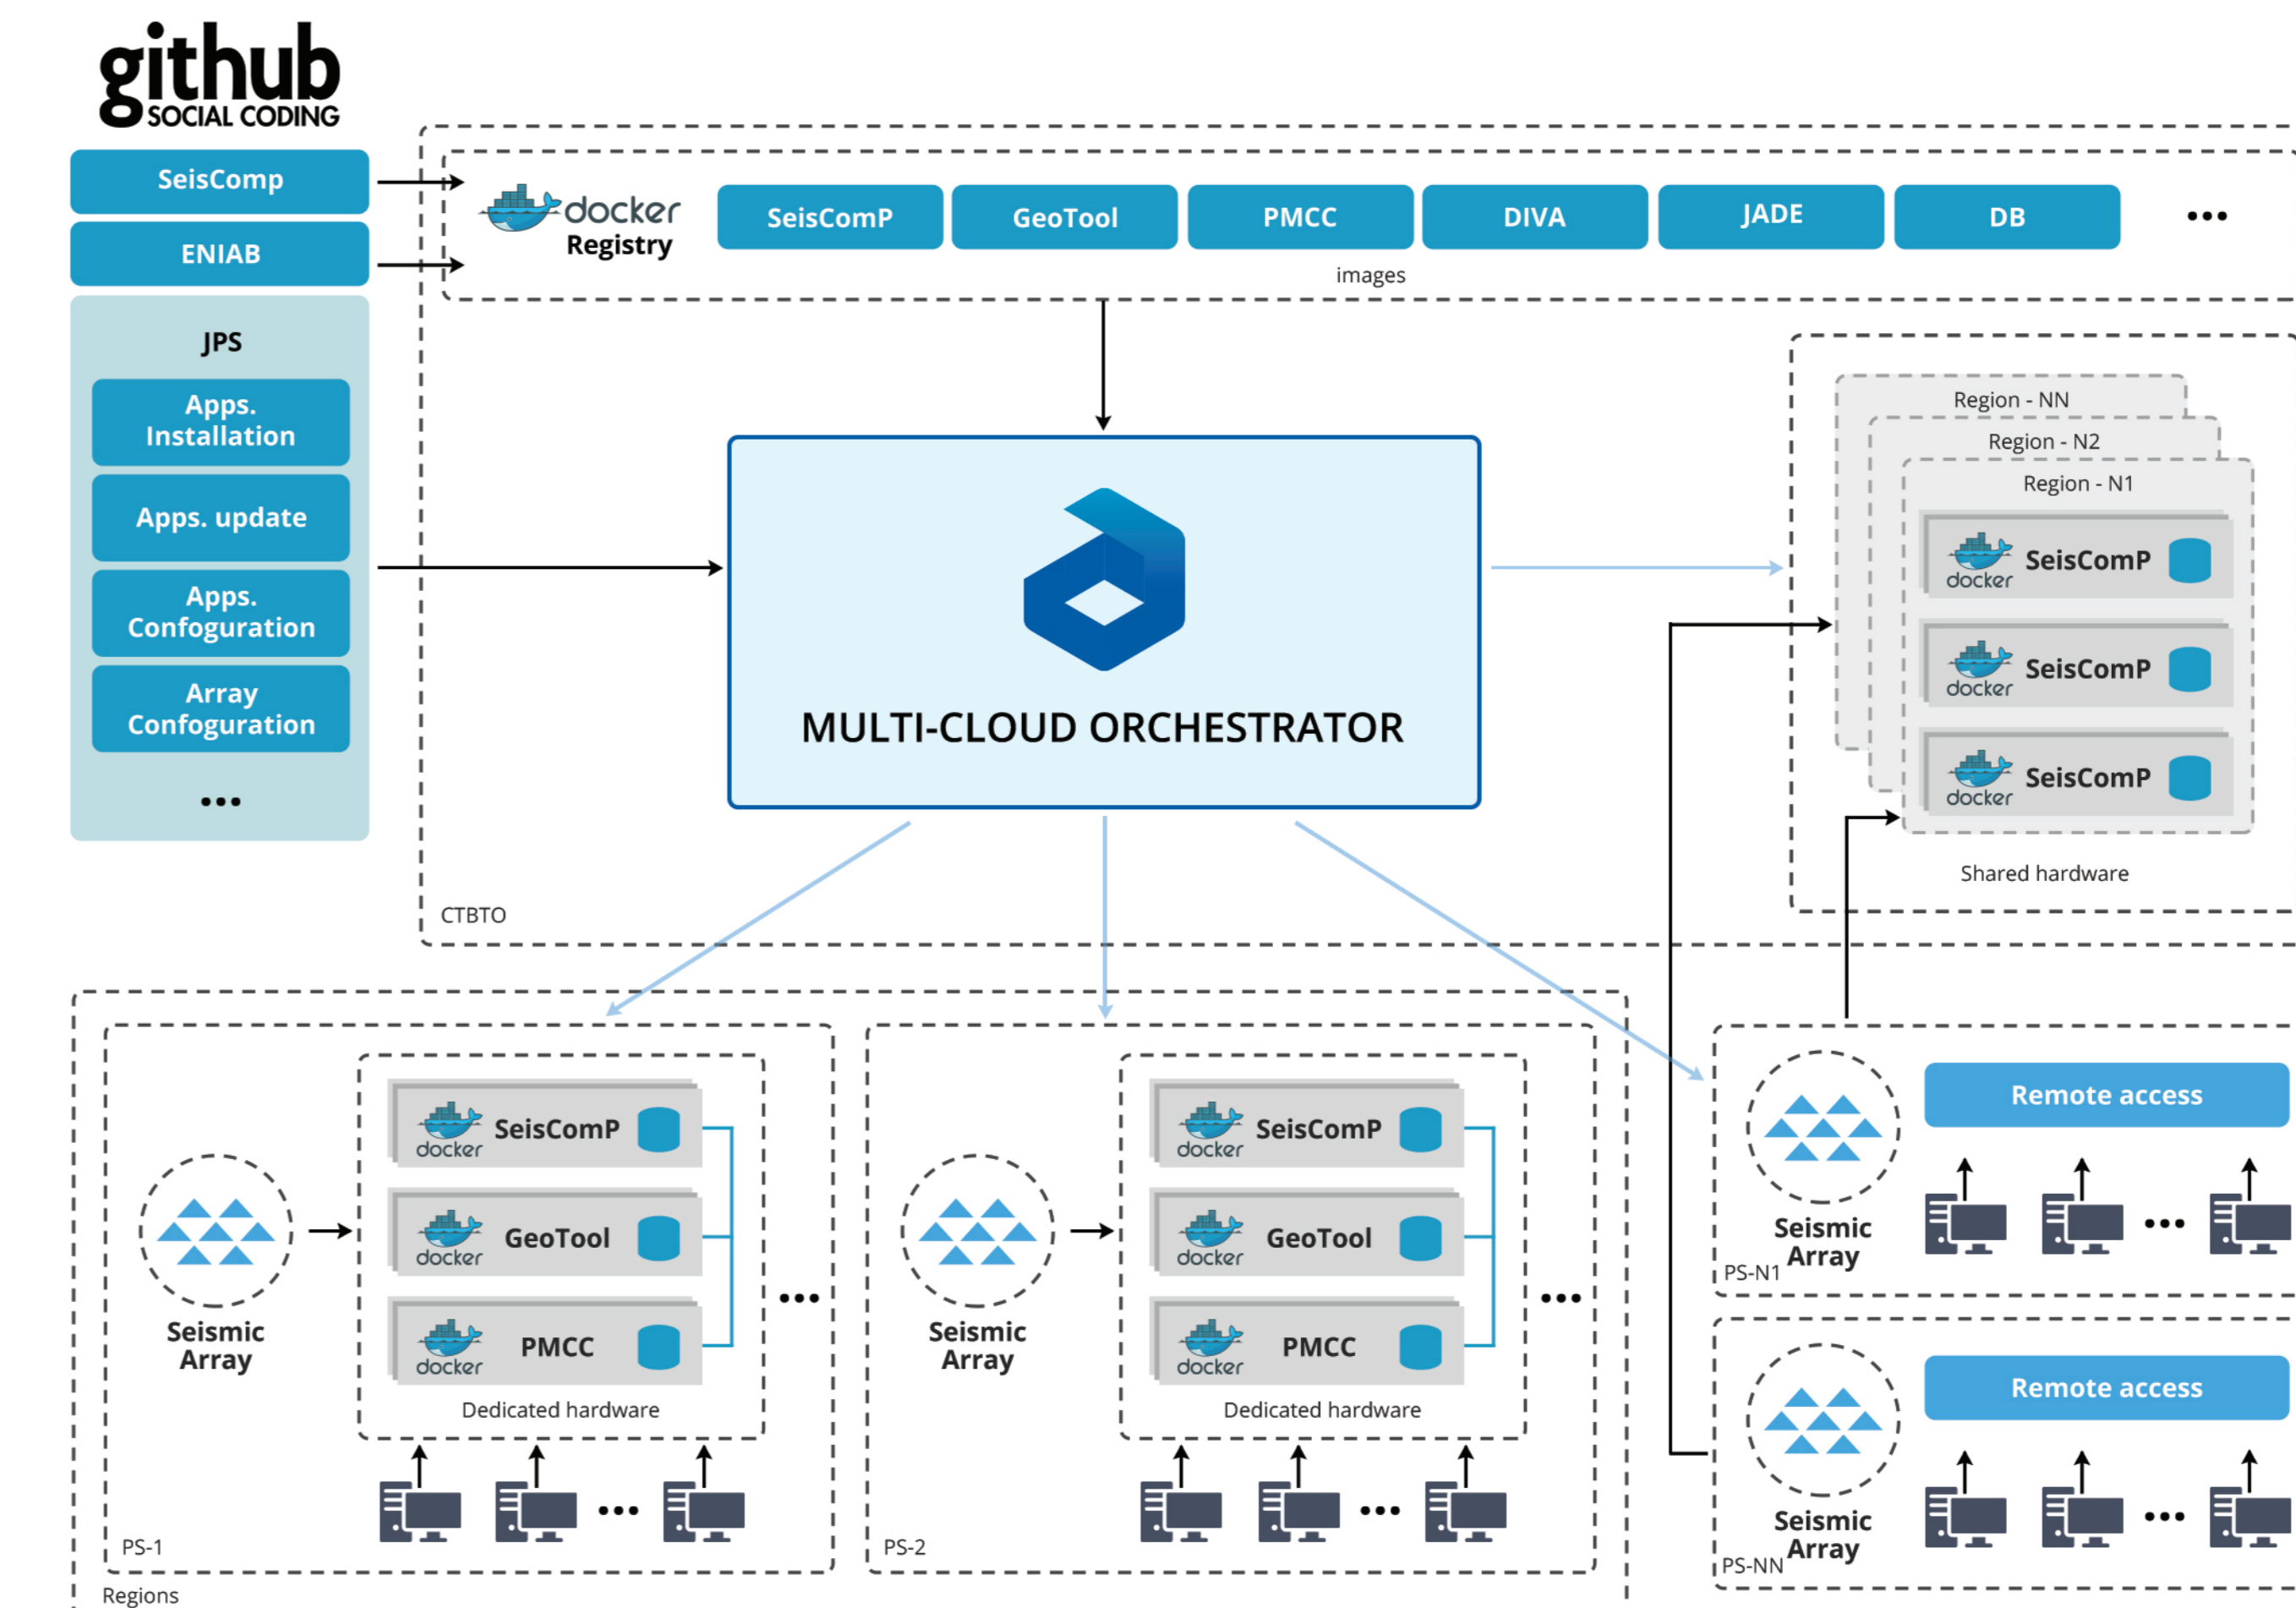 github
SOCIAL CODING
SeisComp
ENIAB
JPS
Apps.
Installation
Apps. update
Apps.
Confoguration
Array
Confoguration
...
docker
Registry
SeisComP
GeoTool
PMCC
DIVA
JADE
DB
...
images
MULTI-CLOUD ORCHESTRATOR
CTBTO
Region - NN
Region - N2
Region - N1
docker
SeisComP
docker
SeisComP
docker
SeisComP
Shared hardware
Seismic
Array
docker
SeisComP
docker
GeoTool
docker
PMCC
Dedicated hardware
...
...
PS-1
Seismic
Array
docker
SeisComP
docker
GeoTool
docker
PMCC
Dedicated hardware
...
...
PS-2
Regions
Seismic
Array
Remote access
...
PS-N1
Seismic
Array
Remote access
...
PS-NN